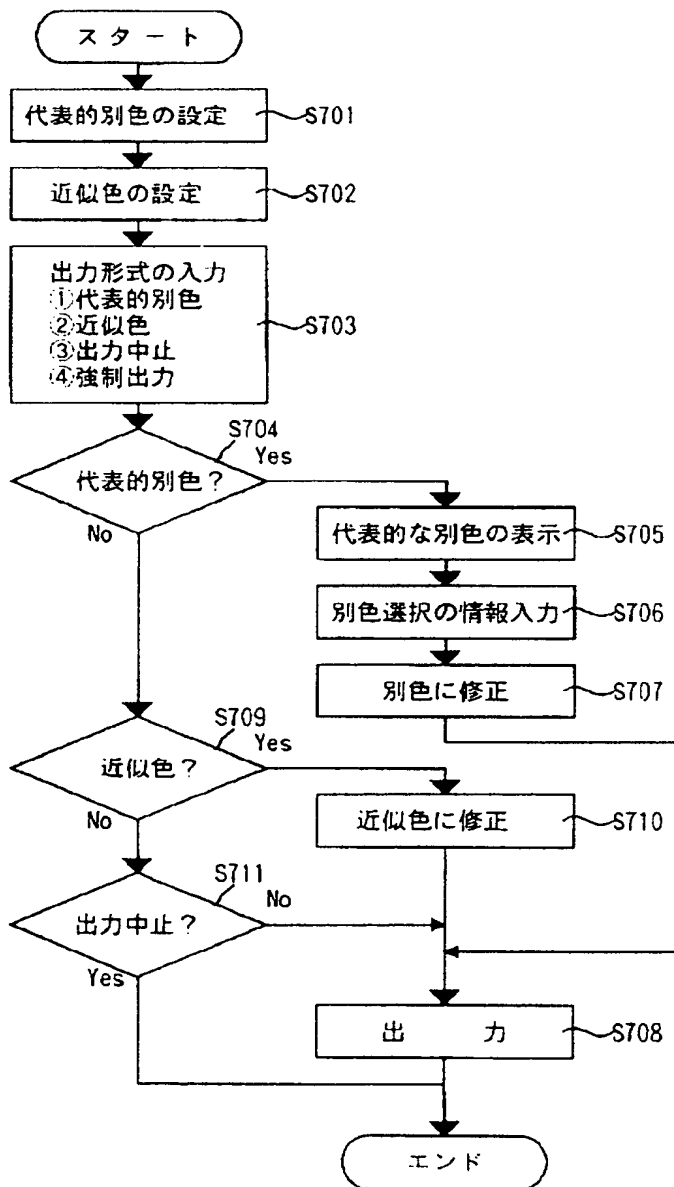 スタート
代表的別色の設定 S701
近似色の設定 S702
出力形式の入力
①代表的別色
②近似色
③出力中止
④強制出力
S703
S704
代表的別色？
Yes
No
代表的な別色の表示 S705
別色選択の情報入力 S706
別色に修正 S707
S709
近似色？
Yes
No
近似色に修正 S710
S711
出力中止？
No
Yes
出力 S708
エンド